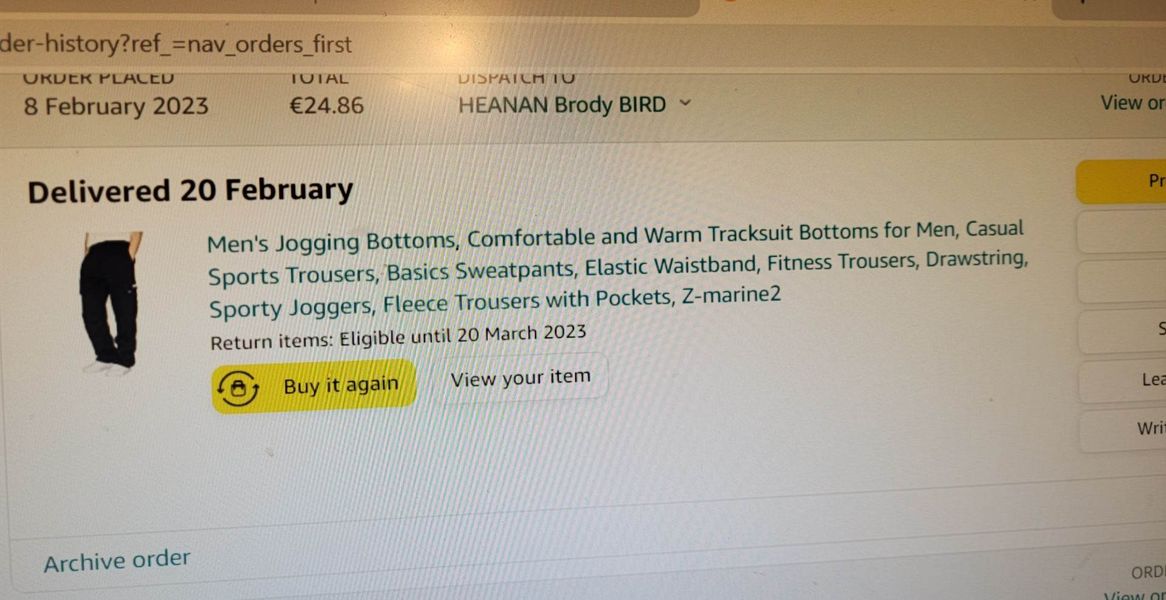 der-history?ref_=nav_orders_first
ORDER PLACED TOTAL DISPATCH TO
8 February 2023 €24.86 HEANAN Brody BIRD
View or
Delivered 20 February
Pr
Men's Jogging Bottoms, Comfortable and Warm Tracksuit Bottoms for Men, Casual
Sports Trousers, Basics Sweatpants, Elastic Waistband, Fitness Trousers, Drawstring,
Sporty Joggers, Fleece Trousers with Pockets, Z-marine2
Return items: Eligible until 20 March 2023
Buy it again View your item
S
Lea
Writ
Archive order
ORD
View or